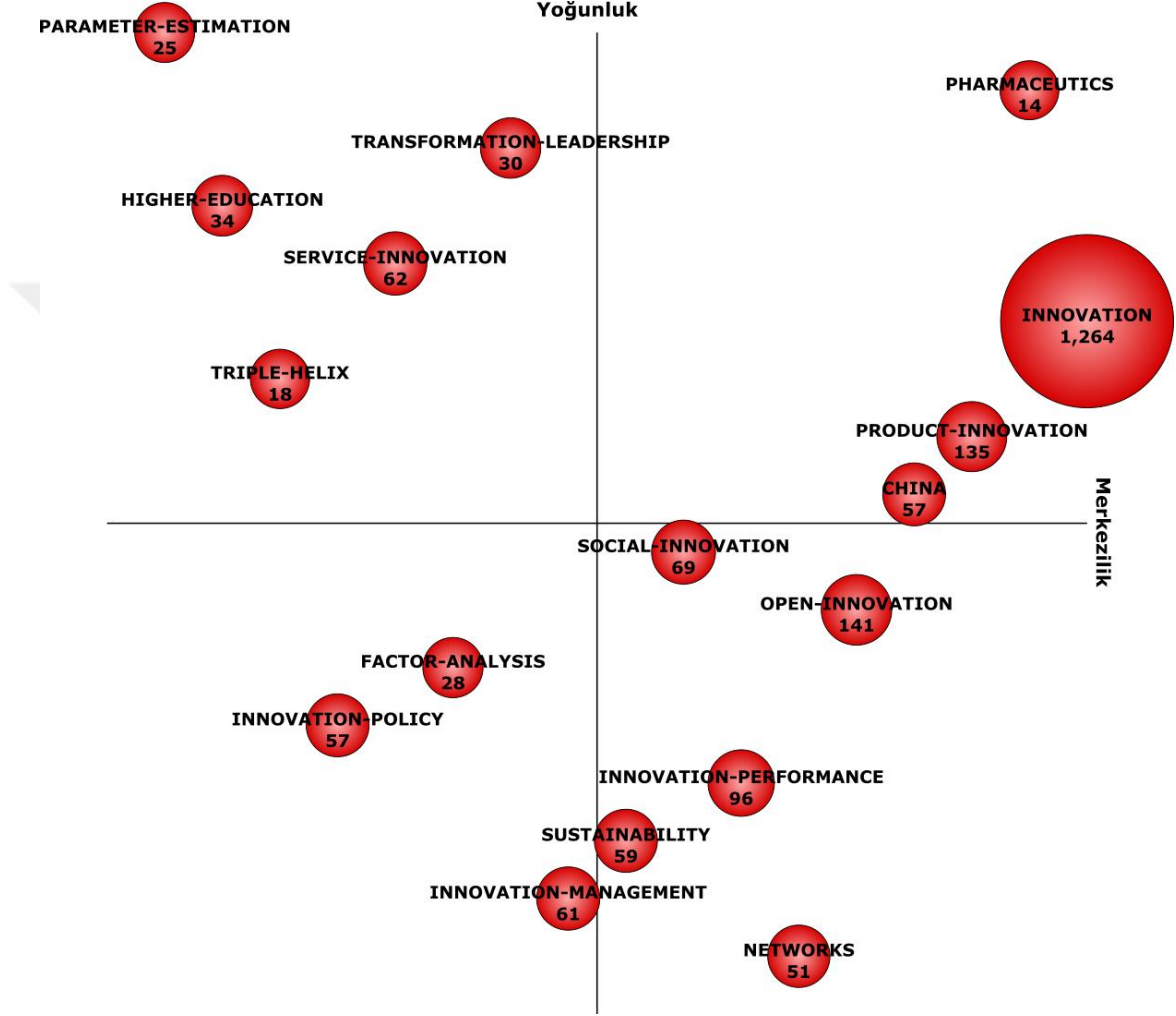 Yoğunluk
PARAMETER-ESTIMATION
25
PHARMACEUTICS
14
TRANSFORMATION-LEADERSHIP
30
HIGHER-EDUCATION
34
SERVICE-INNOVATION
62
INNOVATION
1,264
TRIPLE-HELIX
18
PRODUCT-INNOVATION
135
CHINA
57
Merkezilik
SOCIAL-INNOVATION
69
OPEN-INNOVATION
141
FACTOR-ANALYSIS
28
INNOVATION-POLICY
57
INNOVATION-PERFORMANCE
96
SUSTAINABILITY
59
INNOVATION-MANAGEMENT
61
NETWORKS
51